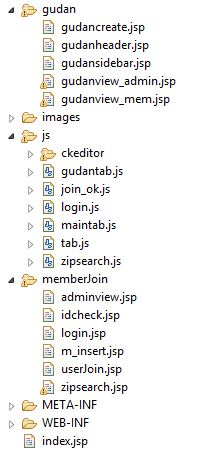 gudan
gudancreate.jsp
gudanheader.jsp
gudansidebar.jsp
gudanview_admin.jsp
gudanview_mem.jsp
images
js
ckeditor
gudantab.js
join_ok.js
login.js
maintab.js
tab.js
zipsearch.js
memberJoin
adminview.jsp
idcheck.jsp
login.jsp
m_insert.jsp
userJoin.jsp
zipsearch.jsp
META-INF
WEB-INF
index.jsp